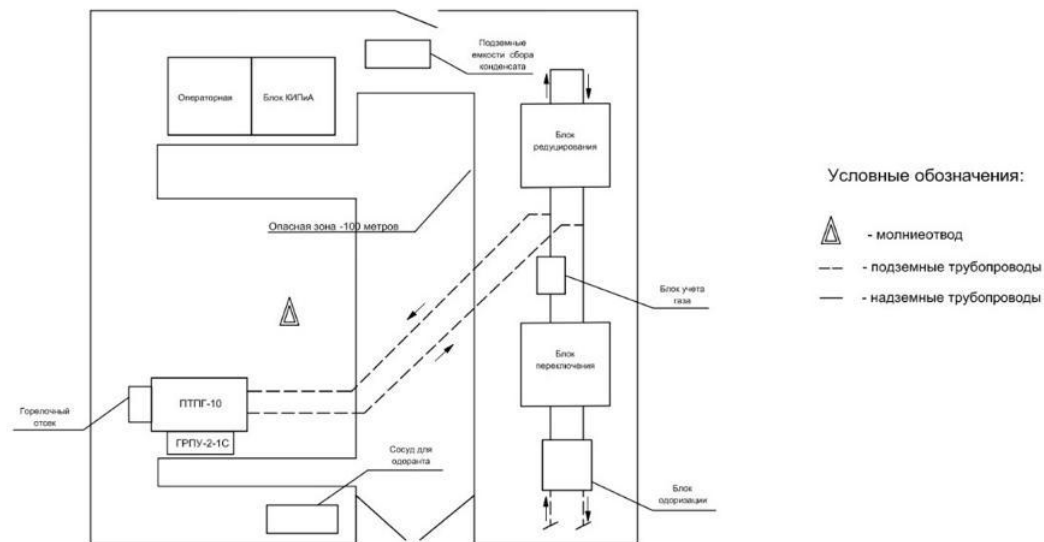 Подземные
емкости сбора
конденсата
Операторная
Блок КИПиА
Блок
редуцирования
Опасная зона -100 метров
Блок учета
газа
Блок
переключения
Горелочный
отсек
ПТПГ-10
ГРПУ-2-1С
Сосуд для
одоранта
Блок
одоризации
Условные обозначения:
- молниеотвод
- подземные трубопроводы
- надземные трубопроводы